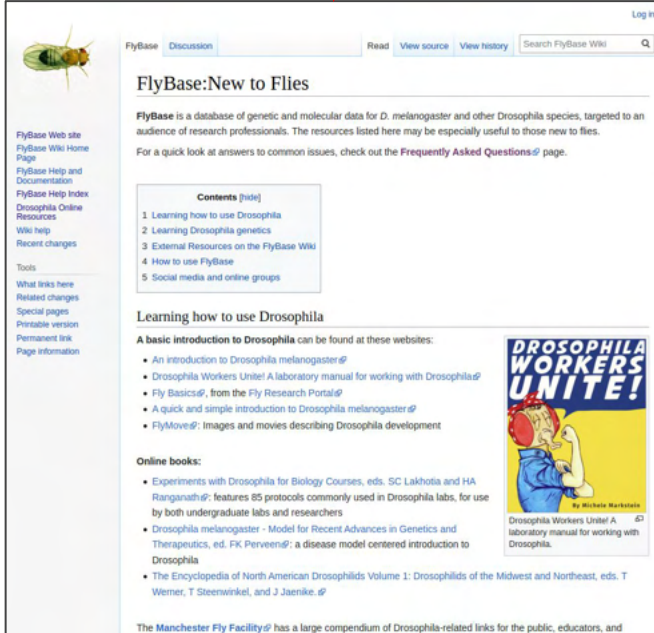 Log in
FlyBase
Discussion
Read
View source
View history
Search FlyBase Wiki
FlyBase:New to Flies
FlyBase is a database of genetic and molecular data for D. melanogaster and other Drosophila species, targeted to an
audience of research professionals. The resources listed here may be especially useful to those new to flies.
For a quick look at answers to common issues, check out the Frequently Asked Questions page.
FlyBase Web site
FlyBase Wiki Home
Page
FlyBase Help and
Documentation
FlyBase Help Index
Drosophila Online
Resources
Wiki help
Recent changes
Tools
What links here
Related changes
Special pages
Printable version
Permanent link
Page information
Contents [hide]
1 Learning how to use Drosophila
2 Learning Drosophila genetics
3 External Resources on the FlyBase Wiki
4 How to use FlyBase
5 Social media and online groups
Learning how to use Drosophila
A basic introduction to Drosophila can be found at these websites:
• An introduction to Drosophila melanogaster
• Drosophila Workers Unite! A laboratory manual for working with Drosophila
• Fly Basics, from the Fly Research Portal
• A quick and simple introduction to Drosophila melanogaster
• FlyMove: Images and movies describing Drosophila development
DROSOPHILA
WORKERS
UNITE!
By Michele Markstein
Drosophila Workers Unite! A
laboratory manual for working with
Drosophila.
Online books:
• Experiments with Drosophila for Biology Courses, eds. SC Lakhotia and HA
Ranganath: features 85 protocols commonly used in Drosophila labs, for use
by both undergraduate labs and researchers
• Drosophila melanogaster - Model for Recent Advances in Genetics and
Therapeutics, ed. FK Perveen: a disease model centered introduction to
Drosophila
• The Encyclopedia of North American Drosophilids Volume 1: Drosophilids of the Midwest and Northeast, eds. T
Werner, T Steenwinkel, and J Jaenike.
The Manchester Fly Facility has a large compendium of Drosophila-related links for the public, educators, and